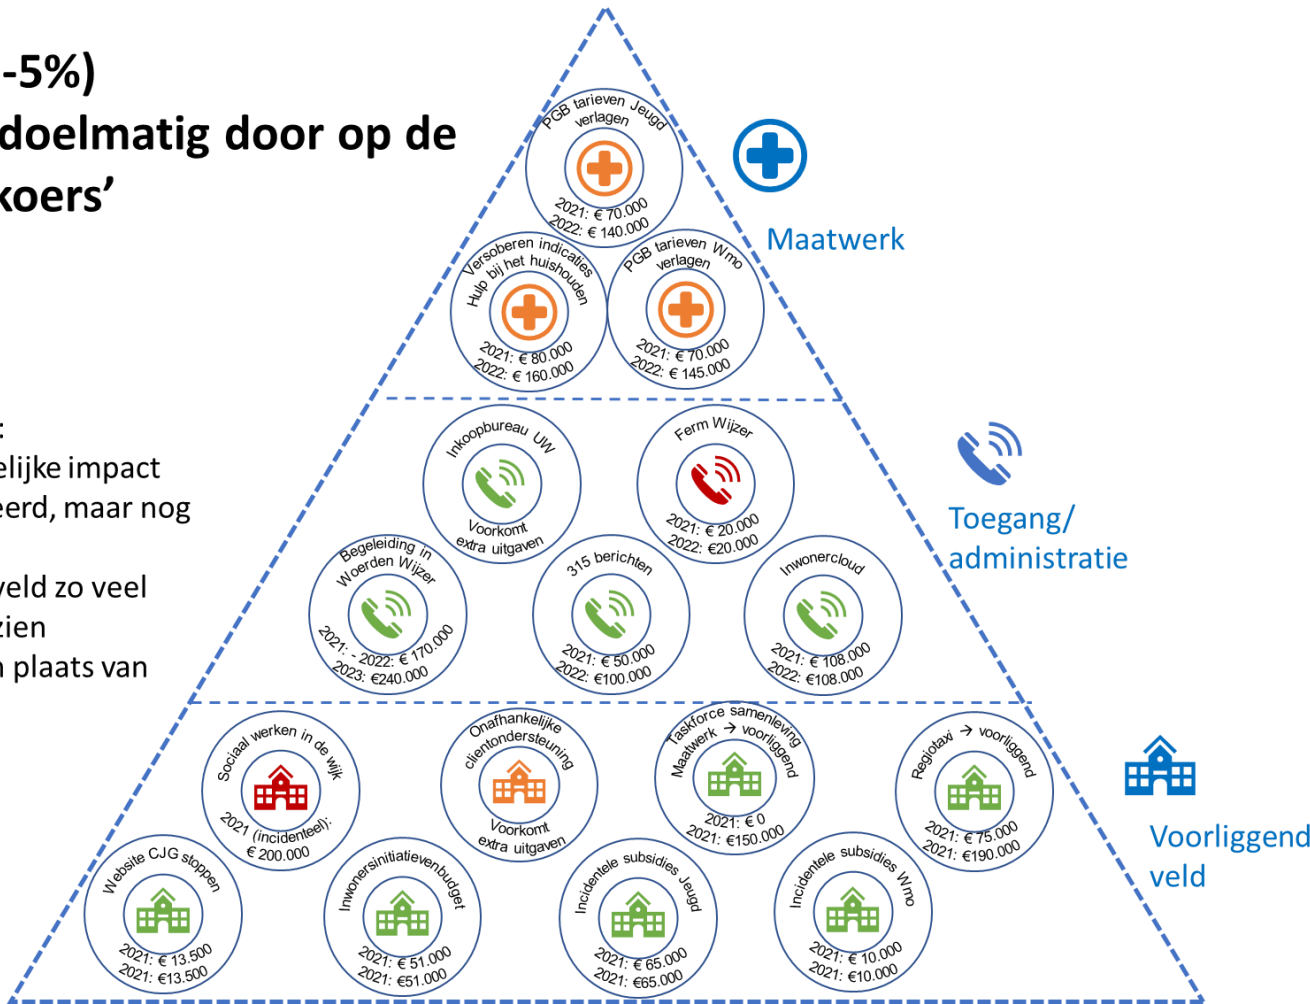 -5%)
doelmatig door op de
koers’
:
elijke impact
eerd, maar nog
veld zo veel
zien
n plaats van
PGB tarieven Jeugd
verlagen
2021: € 70.000
2022: € 140.000
Maatwerk
Versoberen indicaties
Hulp bij het huishouden
2021: € 80.000
2022: € 160.000
PGB tarieven Wmo
verlagen
2021: € 70.000
2022: € 145.000
Inkoopbureau UW
Voorkomt
extra uitgaven
Ferm Wijzer
2021: € 20.000
2022: €20.000
Toegang/
administratie
Begeleiding in
Woerden Wijzer
2021: - 2022: € 170.000
2023: €240.000
315 berichten
2021: € 50.000
2022: €100.000
Inwonercloud
2021: € 108.000
2022: €108.000
Sociaal werken in de wijk
2021 (incidenteel):
€ 200.000
Onafhankelijke
clientondersteuning
Voorkomt
extra uitgaven
Taskforce samenleving
Maatwerk → voorliggend
2021: € 0
2021: €150.000
Regiotaxi → voorliggend
2021: € 75.000
2021: €190.000
Voorliggend
veld
Website CJG stoppen
2021: € 13.500
2021: €13.500
Inwonersinitiatievenbudget
2021: € 51.000
2021: €51.000
Incidentele subsidies Jeugd
2021: € 65.000
2021: €65.000
Incidentele subsidies Wmo
2021: € 10.000
2021: €10.000